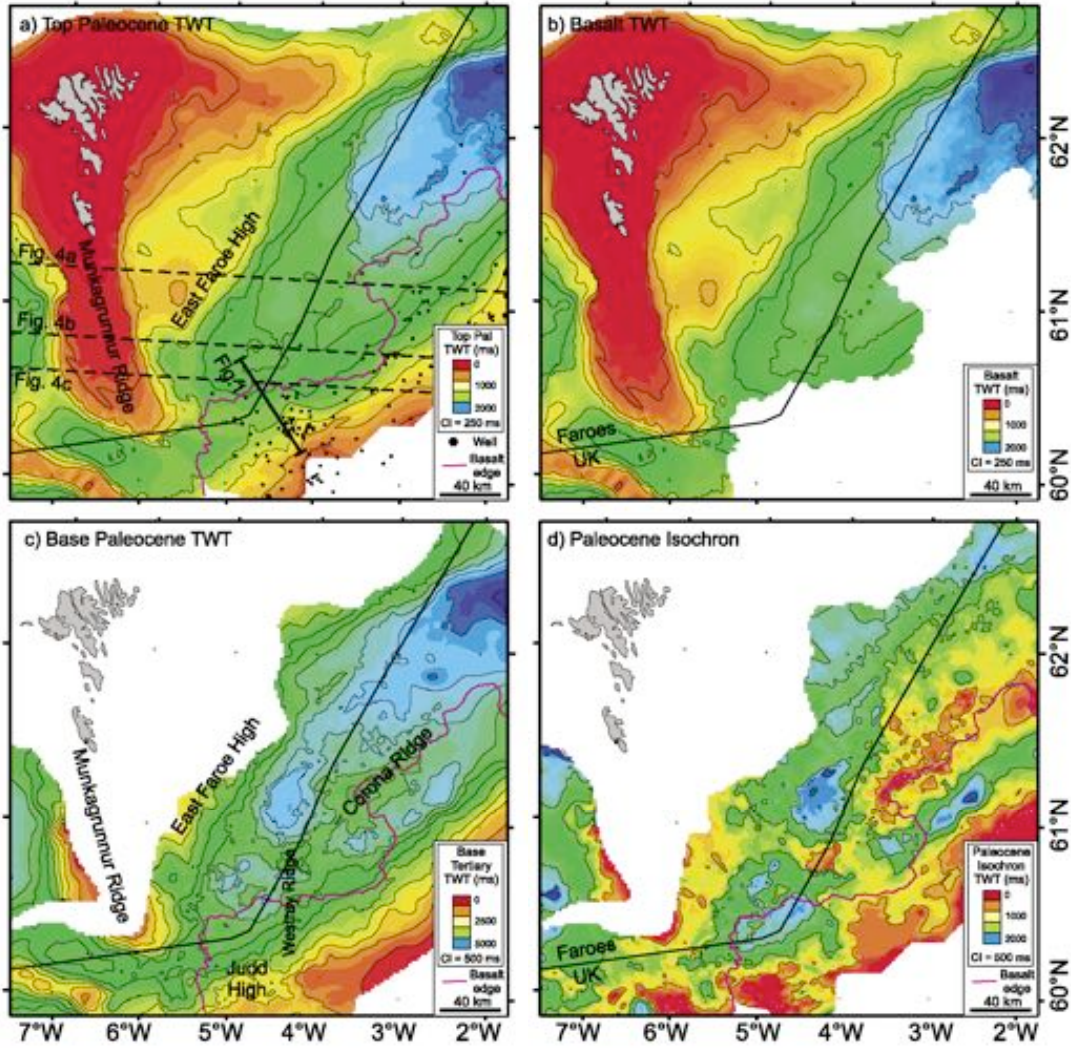 a) Top Paleocene TWT
Fig. 4a
Fig. 4b
Fig. 4c
Munkagrunnur Ridge
East Faroe High
Top Pal
TWT (ms)
0
1000
2000
CI = 250 ms
Well
Basalt
edge
40 km
b) Basalt TWT
Faroes
UK
Basalt
TWT (ms)
0
1000
2000
CI = 250 ms
40 km
62°N
61°N
60°N
c) Base Paleocene TWT
Munkagrunnur Ridge
East Faroe High
Corona Ridge
Westray Ridge
Judd
High
Base
Tertiary
TWT (ms)
0
2500
5000
CI = 500 ms
Basalt
edge
40 km
7°W
6°W
5°W
4°W
3°W
2°W
d) Paleocene Isochron
Faroes
UK
Paleocene
Isochron
TWT (ms)
0
1000
2000
CI = 500 ms
Basalt
edge
40 km
62°N
61°N
60°N
7°W
6°W
5°W
4°W
3°W
2°W